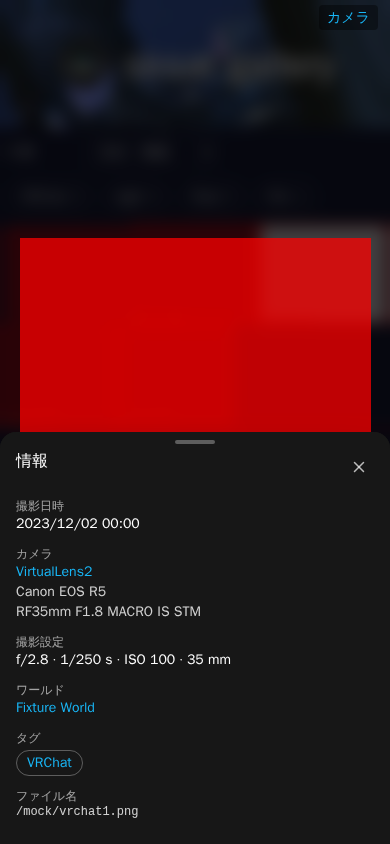 カメラ
情報
撮影日時
2023/12/02 00:00
カメラ
VirtualLens2
Canon EOS R5
RF35mm F1.8 MACRO IS STM
撮影設定
f/2.8 · 1/250 s · ISO 100 · 35 mm
ワールド
Fixture World
タグ
VRChat
ファイル名
/mock/vrchat1.png